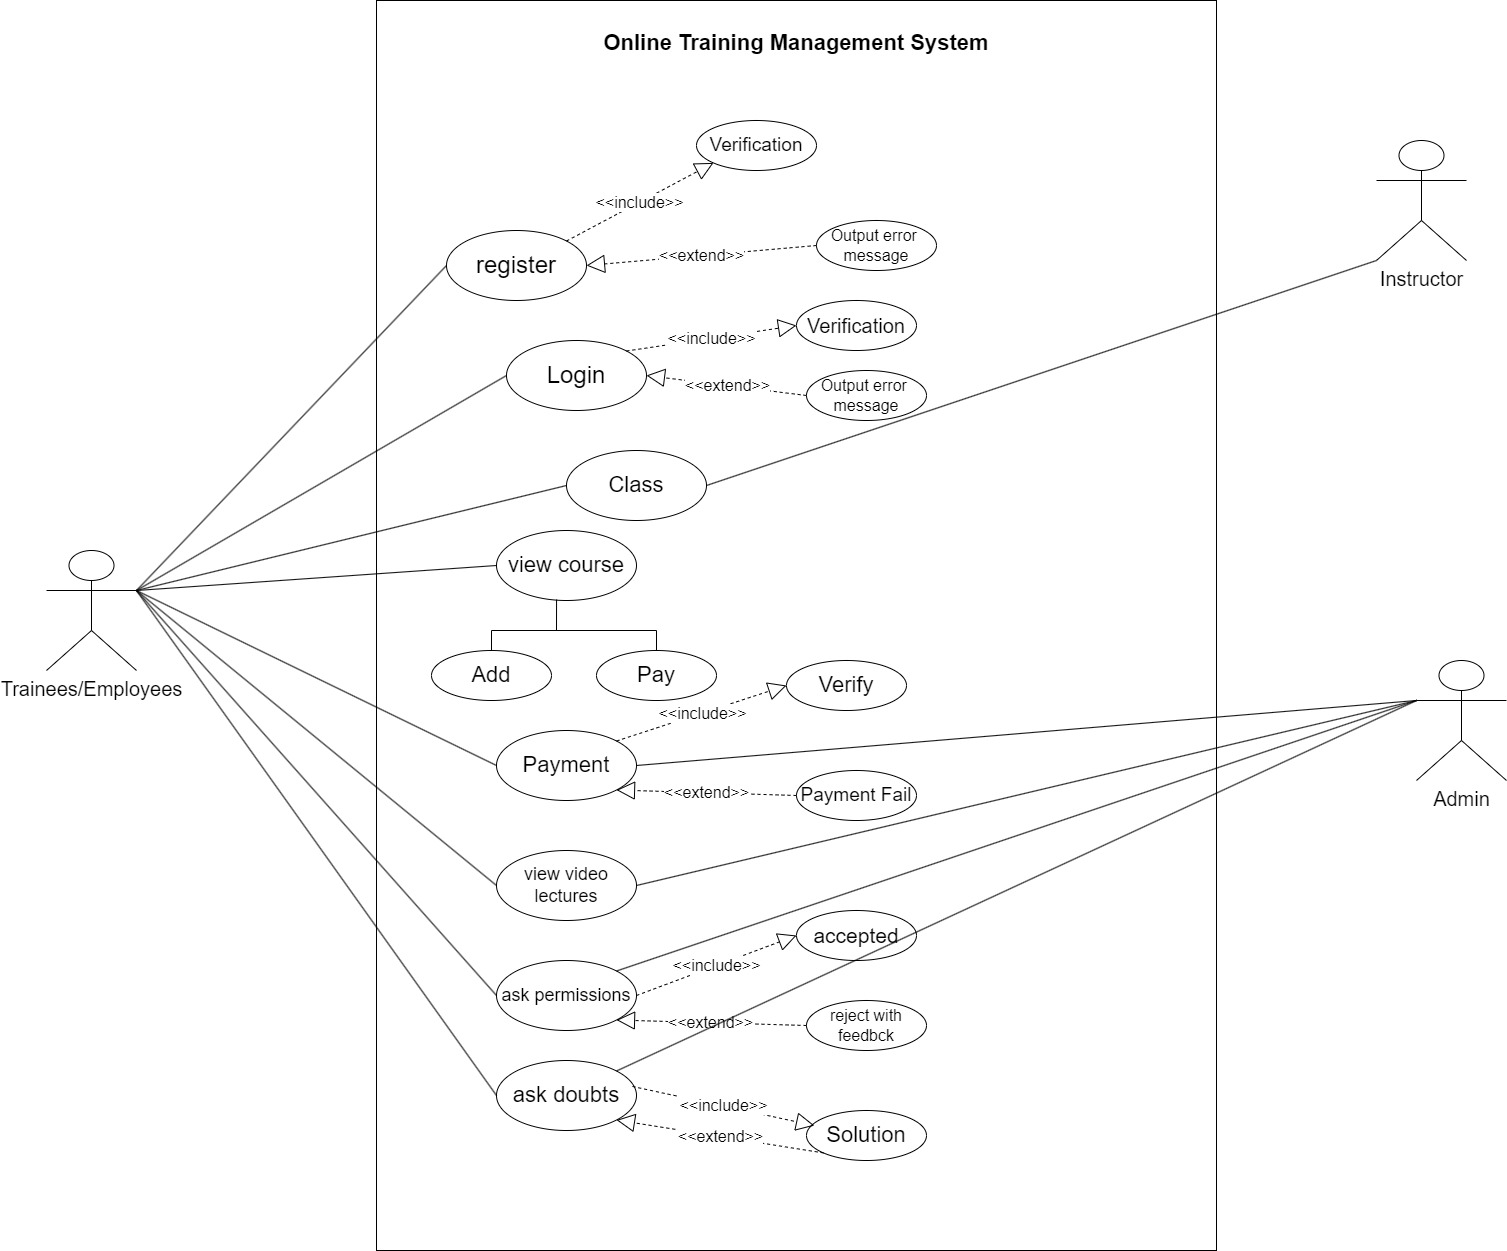 Online Training Management System
Verification
<<include>>
register
<<extend>>
Output error
message
Instructor
<<include>>
Verification
Login
<<extend>>
Output error
message
Class
view course
Trainees/Employees
Add
Pay
Verify
<<include>>
Payment
<<extend>>
Payment Fail
Admin
view video
lectures
accepted
<<include>>
ask permissions
<<extend>>
reject with
feedbck
ask doubts
<<include>>
<<extend>>
Solution